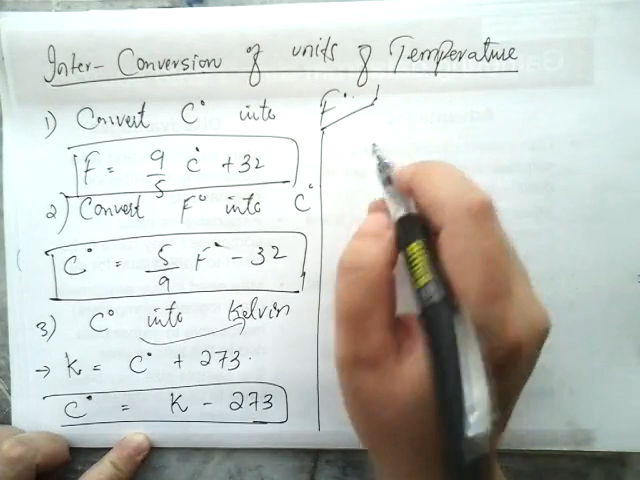 Inter-Conversion of units of Temperature
1) Convert C° into F°
F = 9/5 C° + 32
2) Convert F° into C°
C° = 5/9 F° - 32
3) C° into Kelvin
→ K = C° + 273.
C° = K - 273